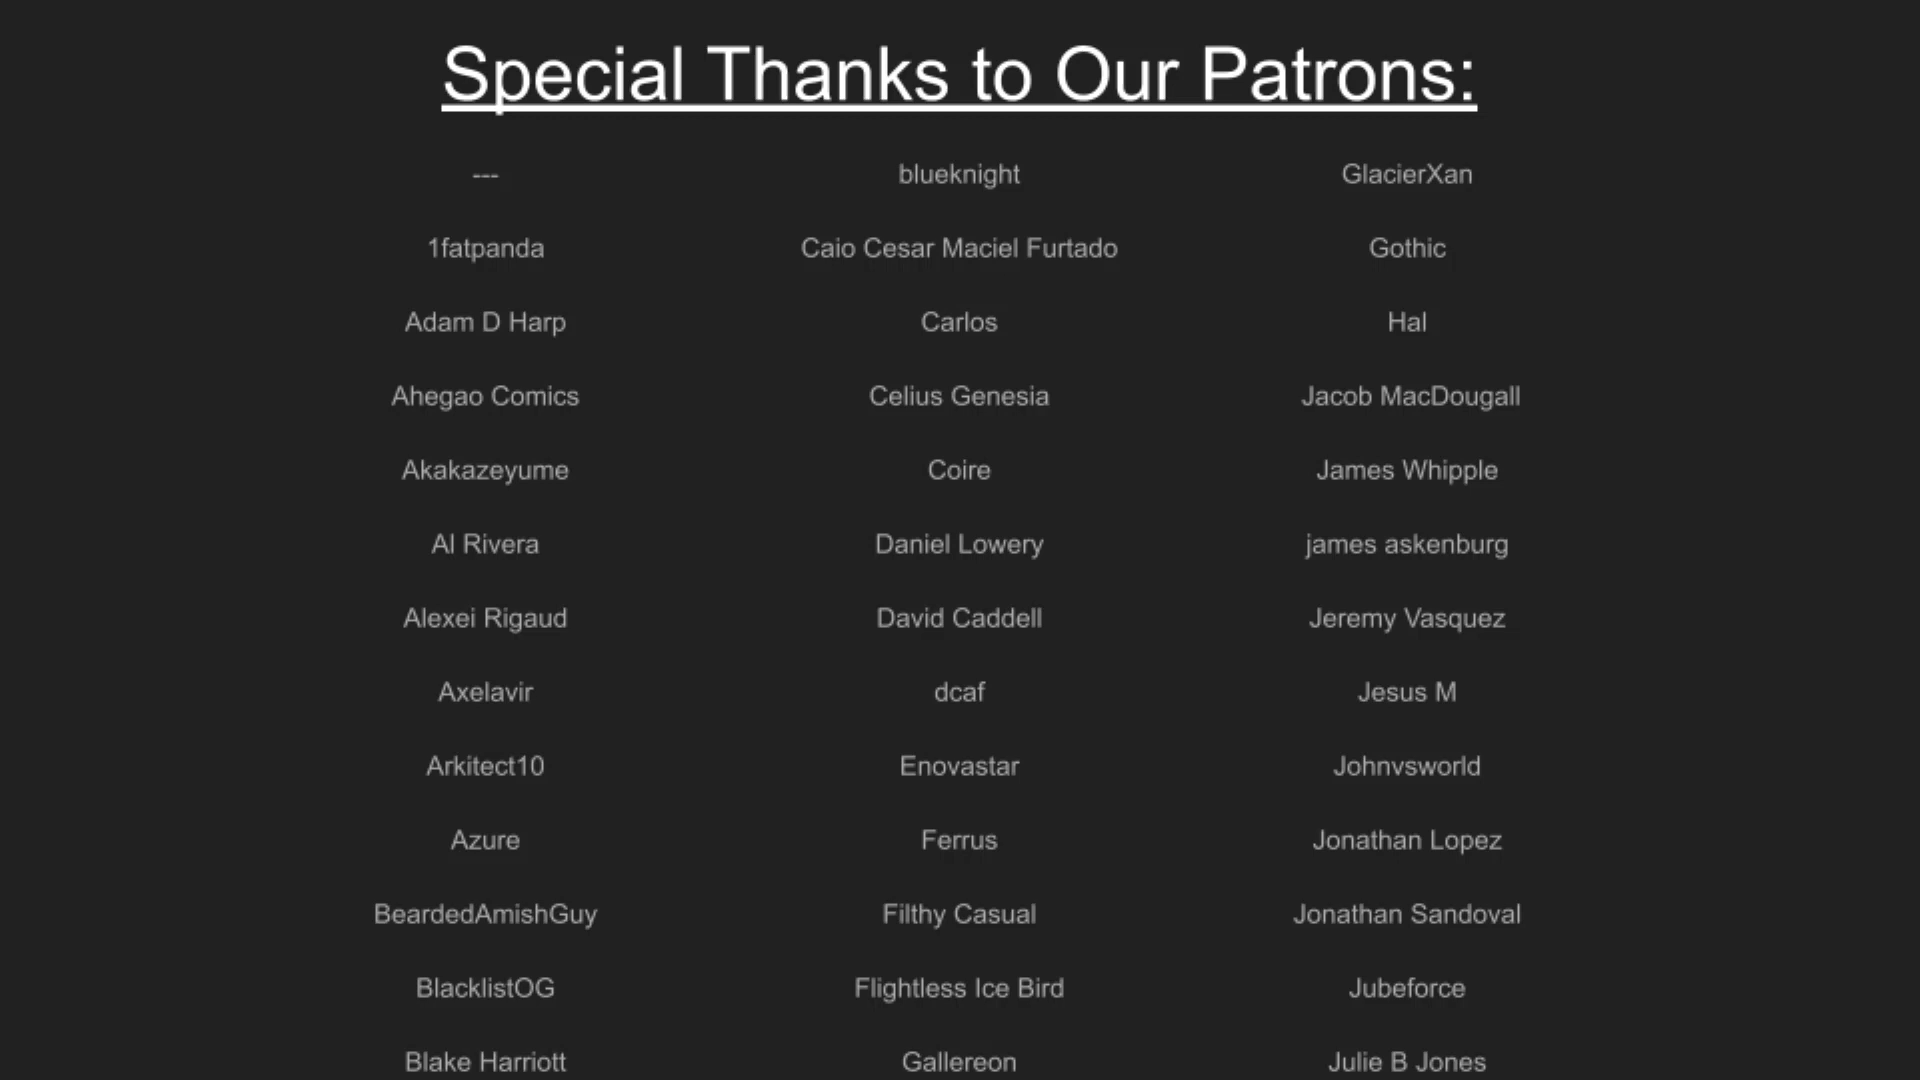 Special Thanks to Our Patrons:
--- blueknight GlacierXan
1fatpanda Caio Cesar Maciel Furtado Gothic
Adam D Harp Carlos Hal
Ahegao Comics Celius Genesia Jacob MacDougall
Akakazeyume Coire James Whipple
Al Rivera Daniel Lowery james askenburg
Alexei Rigaud David Caddell Jeremy Vasquez
Axelavir dcaf Jesus M
Arkitect10 Enovastar Johnvsworld
Azure Ferrus Jonathan Lopez
BeardedAmishGuy Filthy Casual Jonathan Sandoval
BlacklistOG Flightless Ice Bird Jubeforce
Blake Harriott Gallereon Julie B Jones